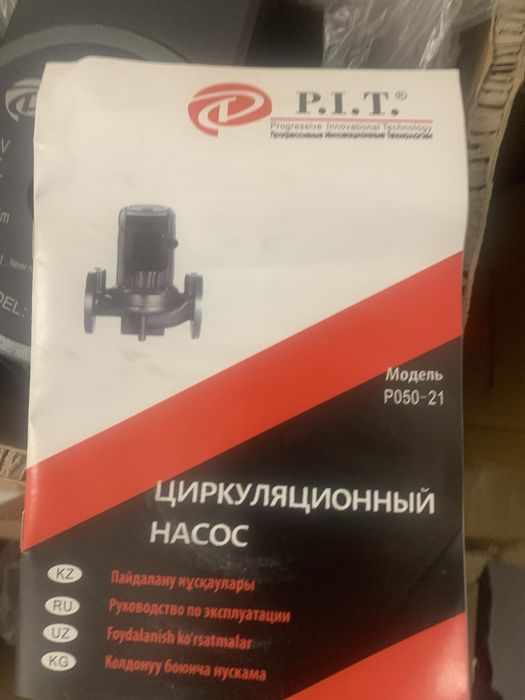 P.I.T.®
Progressive Innovational Technology
Прогрессивные Инновационные Технологии
Модель
P050-21
ЦИРКУЛЯЦИОННЫЙ
НАСОС
KZ Пайдалану нұсқаулары
RU Руководство по эксплуатации
UZ Foydalanish ko'rsatmalar
KG Колдонуу боюнча нускама